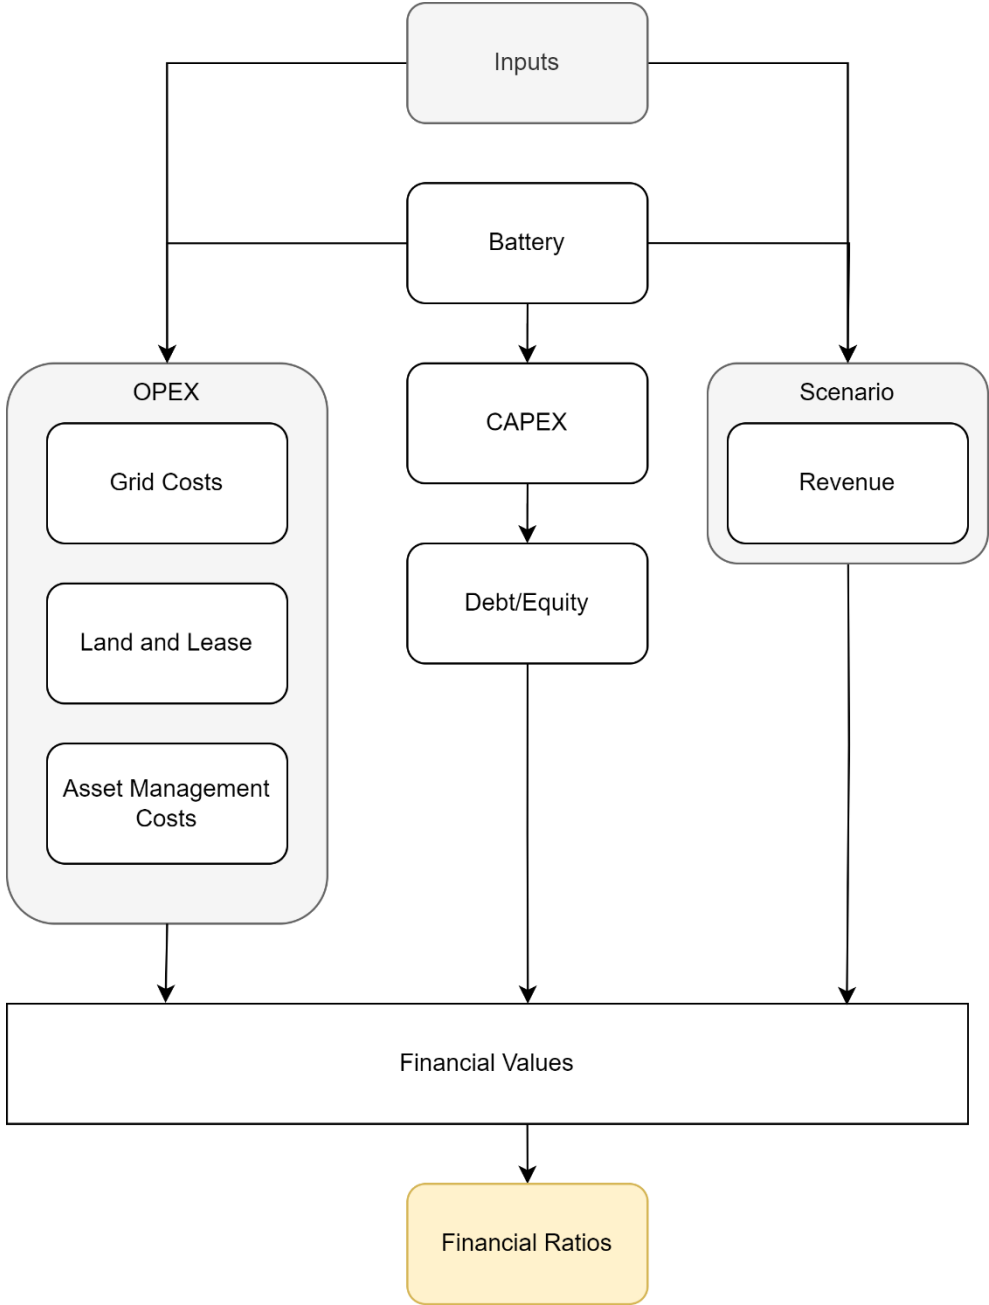 Inputs
Battery
OPEX
Grid Costs
Land and Lease
Asset Management
Costs
CAPEX
Debt/Equity
Scenario
Revenue
Financial Values
Financial Ratios